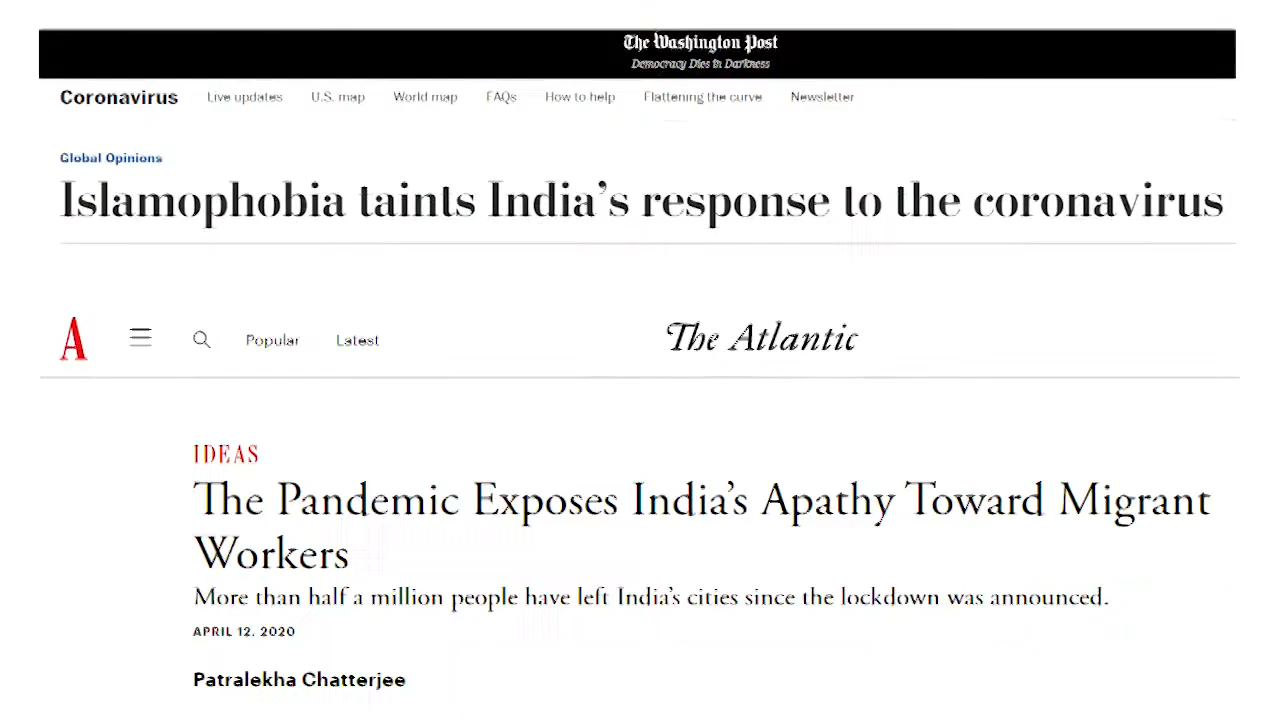 The Washington Post
Democracy Dies in Darkness
Coronavirus Live updates U.S. map World map FAQs How to help Flattening the curve Newsletter
Global Opinions
Islamophobia taints India's response to the coronavirus
A Popular Latest The Atlantic
IDEAS
The Pandemic Exposes India's Apathy Toward Migrant
Workers
More than half a million people have left India's cities since the lockdown was announced.
APRIL 12, 2020
Patralekha Chatterjee